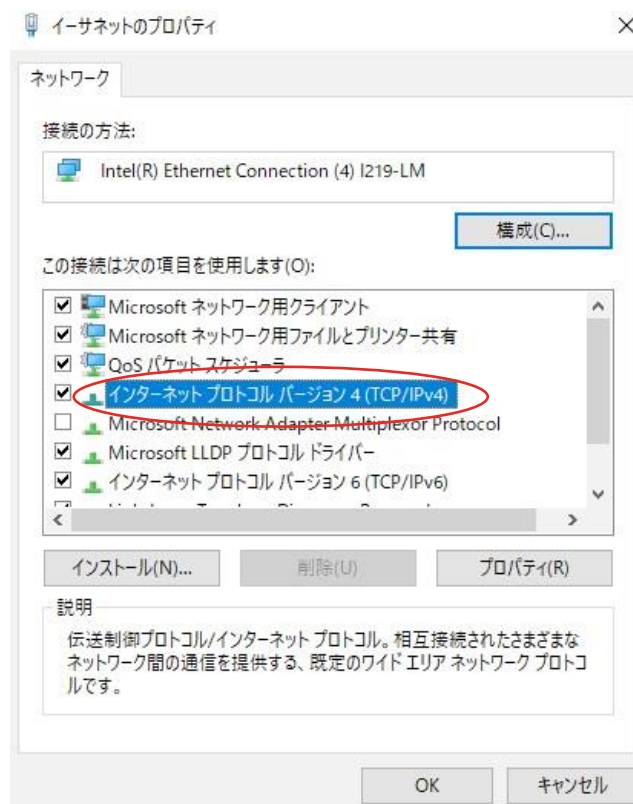 イーサネットのプロパティ
ネットワーク
接続の方法:
Intel(R) Ethernet Connection (4) I219-LM
構成(C)...
この接続は次の項目を使用します(O):
Microsoft ネットワーク用クライアント
Microsoft ネットワーク用ファイルとプリンター共有
QoS パケット スケジューラ
インターネット プロトコル バージョン 4 (TCP/IPv4)
Microsoft Network Adapter Multiplexor Protocol
Microsoft LLDP プロトコル ドライバー
インターネット プロトコル バージョン 6 (TCP/IPv6)
インストール(N)...
削除(U)
プロパティ(R)
説明
伝送制御プロトコル/インターネット プロトコル。相互接続されたさまざまな
ネットワーク間の通信を提供する、既定のワイド エリア ネットワーク プロトコ
ルです。
OK
キャンセル